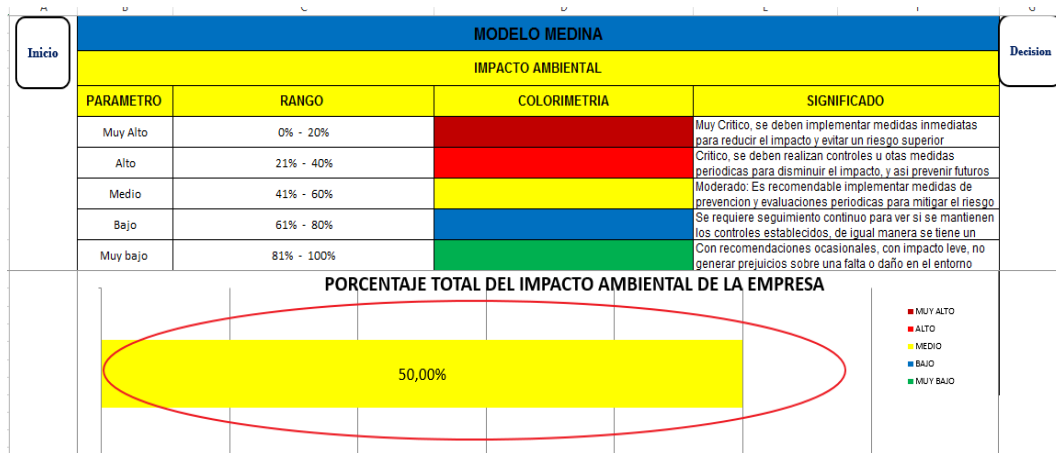 A B C D E F G
Inicio
MODELO MEDINA
Decision
IMPACTO AMBIENTAL
PARAMETRO RANGO COLORIMETRIA SIGNIFICADO
Muy Alto 0% - 20% Muy Critico, se deben implementar medidas inmediatas
para reducir el impacto y evitar un riesgo superior
Alto 21% - 40% Critico, se deben realizan controles u otas medidas
periodicas para disminuir el impacto, y asi prevenir futuros
Medio 41% - 60% Moderado: Es recomendable implementar medidas de
prevencion y evaluaciones periodicas para mitigar el riesgo
Bajo 61% - 80% Se requiere seguimiento continuo para ver si se mantienen
los controles establecidos, de igual manera se tiene un
Muy bajo 81% - 100% Con recomendaciones ocasionales, con impacto leve, no
generar prejuicios sobre una falta o daño en el entorno
PORCENTAJE TOTAL DEL IMPACTO AMBIENTAL DE LA EMPRESA
50,00%
MUY ALTO
ALTO
MEDIO
BAJO
MUY BAJO